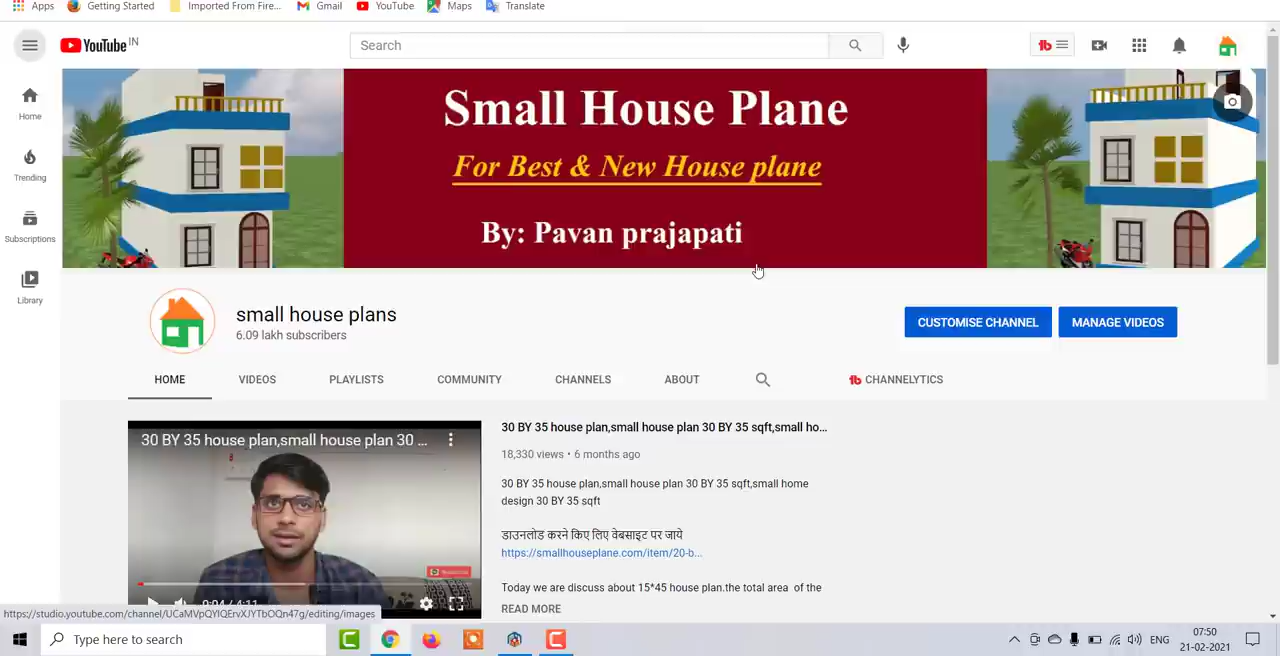 Apps Getting Started Imported From Fire... Gmail YouTube Maps Translate
YouTube IN
Search
Home
Trending
Subscriptions
Library
Small House Plane
For Best & New House plane
By: Pavan prajapati
small house plans
6.09 lakh subscribers
CUSTOMISE CHANNEL MANAGE VIDEOS
HOME VIDEOS PLAYLISTS COMMUNITY CHANNELS ABOUT CHANNELYTICS
30 BY 35 house plan,small house plan 30 ...
0:04 / 4:11
30 BY 35 house plan,small house plan 30 BY 35 sqft,small ho...
18,330 views • 6 months ago
30 BY 35 house plan,small house plan 30 BY 35 sqft,small home
design 30 BY 35 sqft
डाउनलोड करने किए लिए वेबसाइट पर जाये
https://smallhouseplane.com/item/20-b...
Today we are discuss about 15*45 house plan.the total area of the
READ MORE
https://studio.youtube.com/channel/UCaMVpQYIQErvXJYTbOQn47g/editing/images
Type here to search
ENG
07:50
21-02-2021